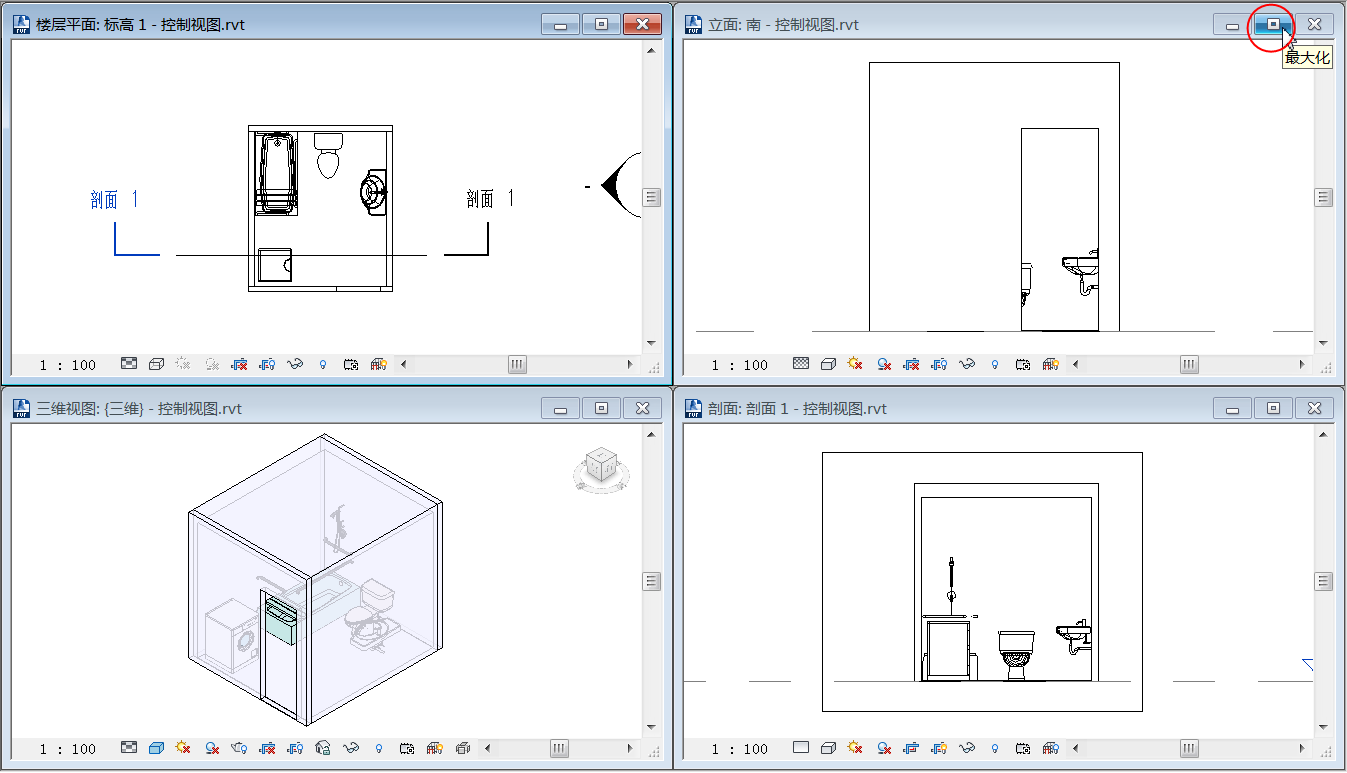 楼层平面: 标高 1 - 控制视图.rvt
剖面 1
剖面 1
1 : 100
立面: 南 - 控制视图.rvt
最大化
1 : 100
三维视图: {三维} - 控制视图.rvt
1 : 100
剖面: 剖面 1 - 控制视图.rvt
1 : 100